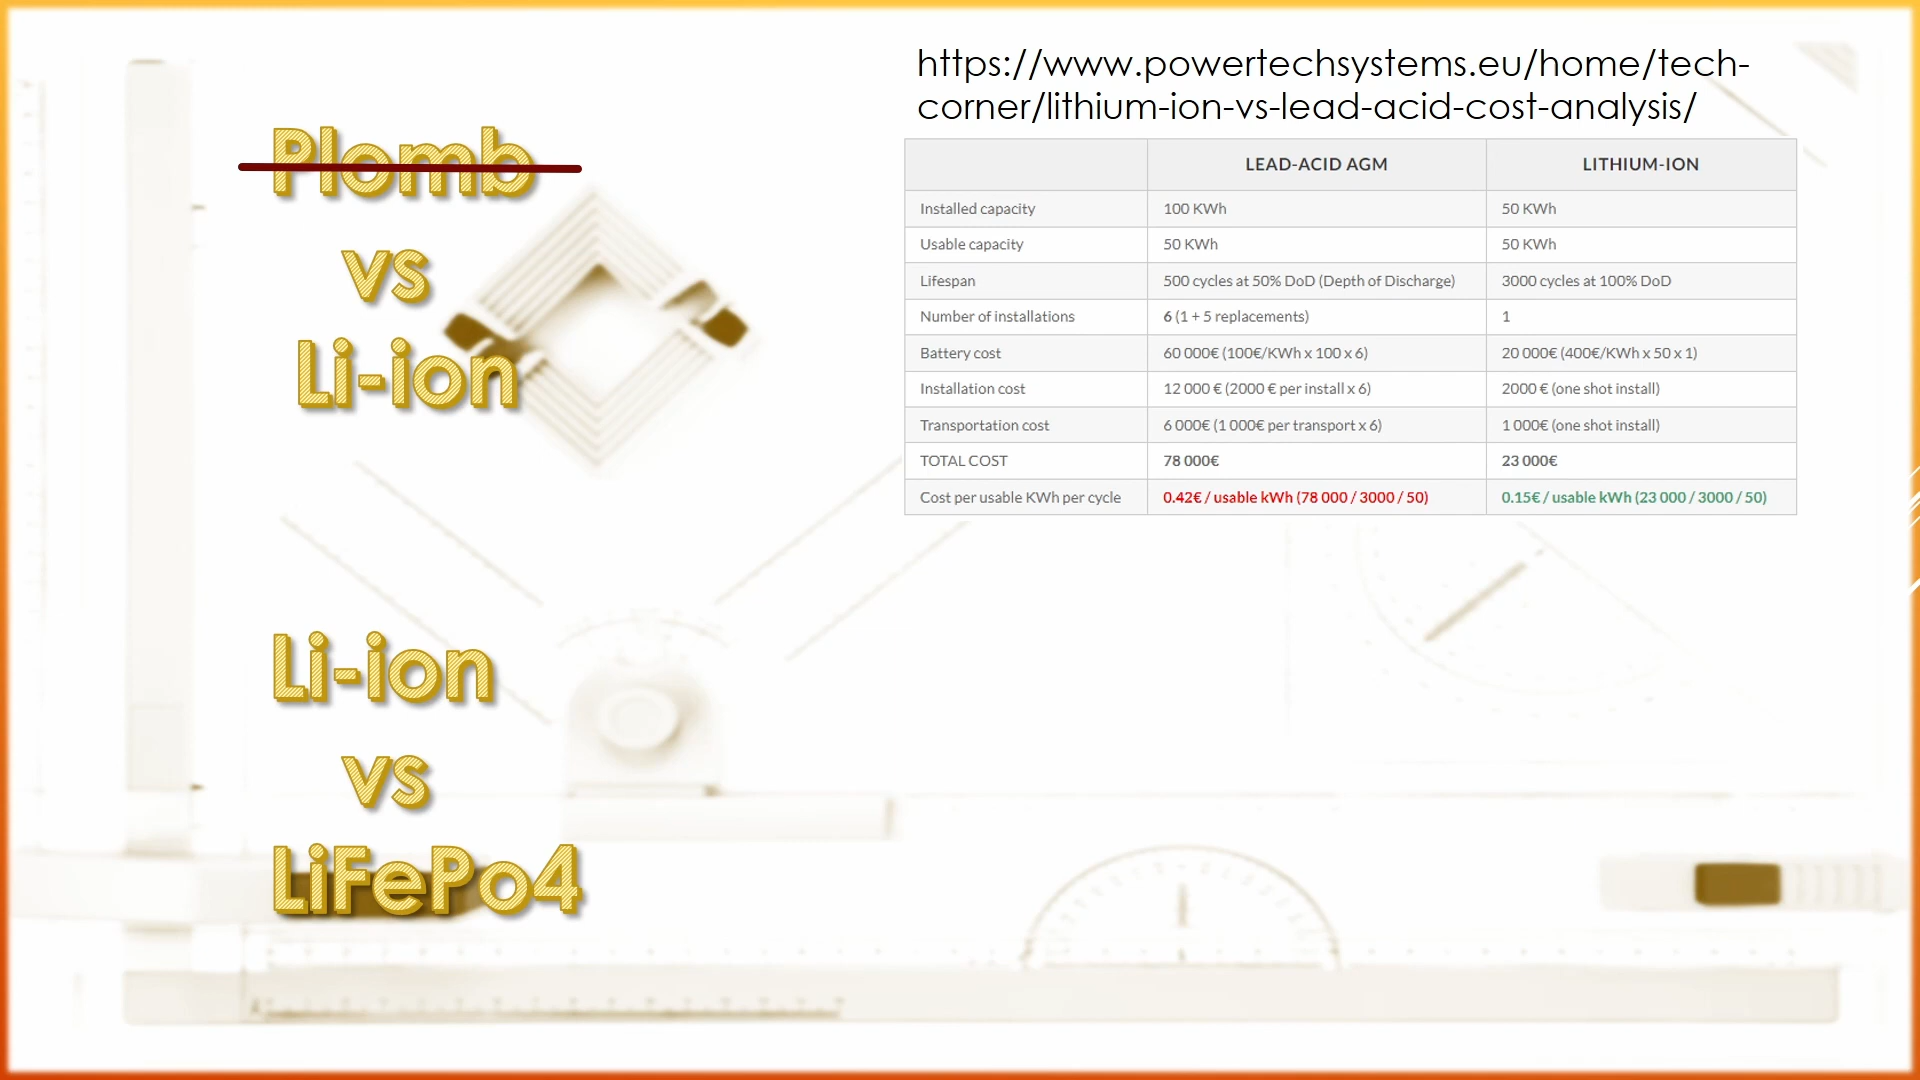 Plomb
vs
Li-ion
Li-ion
vs
LiFePo4
https://www.powertechsystems.eu/home/tech-
corner/lithium-ion-vs-lead-acid-cost-analysis/
LEAD-ACID AGM LITHIUM-ION
Installed capacity 100 KWh 50 KWh
Usable capacity 50 KWh 50 KWh
Lifespan 500 cycles at 50% DoD (Depth of Discharge) 3000 cycles at 100% DoD
Number of installations 6 (1 + 5 replacements) 1
Battery cost 60 000€ (100€/KWh x 100 x 6) 20 000€ (400€/KWh x 50 x 1)
Installation cost 12 000 € (2000 € per install x 6) 2000 € (one shot install)
Transportation cost 6 000€ (1 000€ per transport x 6) 1 000€ (one shot install)
TOTAL COST 78 000€ 23 000€
Cost per usable KWh per cycle 0.42€ / usable kWh (78 000 / 3000 / 50) 0.15€ / usable kWh (23 000 / 3000 / 50)